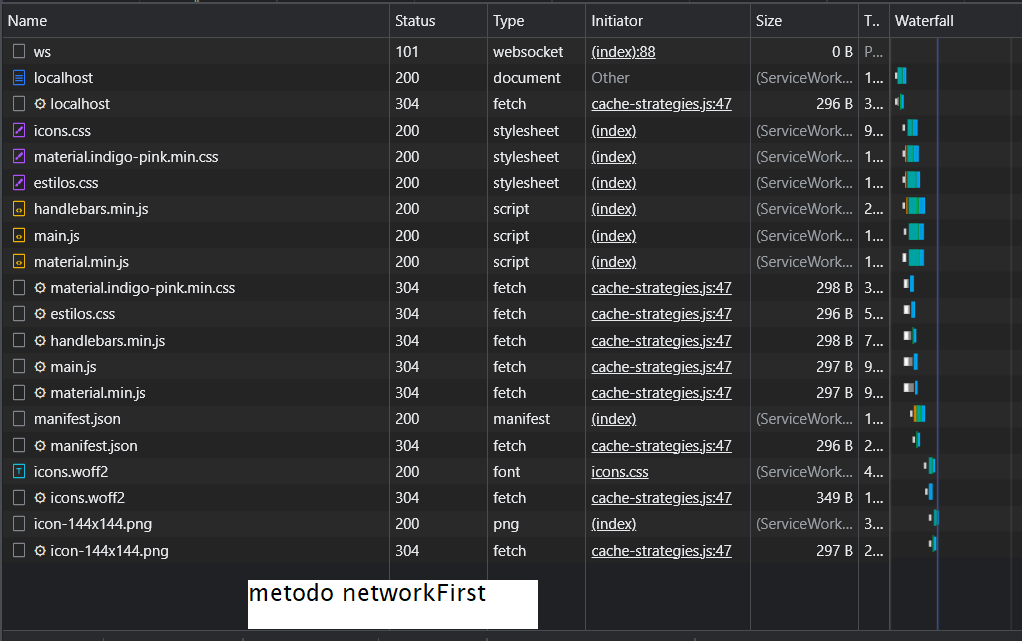 Name Status Type Initiator Size T.. Waterfall
ws 101 websocket (index):88 0 B P...
localhost 200 document Other (ServiceWork... 1...
localhost 304 fetch cache-strategies.js:47 296 B 3...
icons.css 200 stylesheet (index) (ServiceWork... 9...
material.indigo-pink.min.css 200 stylesheet (index) (ServiceWork... 1...
estilos.css 200 stylesheet (index) (ServiceWork... 1...
handlebars.min.js 200 script (index) (ServiceWork... 2...
main.js 200 script (index) (ServiceWork... 1...
material.min.js 200 script (index) (ServiceWork... 1...
material.indigo-pink.min.css 304 fetch cache-strategies.js:47 298 B 3...
estilos.css 304 fetch cache-strategies.js:47 296 B 5...
handlebars.min.js 304 fetch cache-strategies.js:47 298 B 7...
main.js 304 fetch cache-strategies.js:47 297 B 9...
material.min.js 304 fetch cache-strategies.js:47 297 B 9...
manifest.json 200 manifest (index) (ServiceWork... 1...
manifest.json 304 fetch cache-strategies.js:47 296 B 2...
icons.woff2 200 font icons.css (ServiceWork... 4...
icons.woff2 304 fetch cache-strategies.js:47 349 B 1...
icon-144x144.png 200 png (index) (ServiceWork... 3...
icon-144x144.png 304 fetch cache-strategies.js:47 297 B 2...
metodo networkFirst